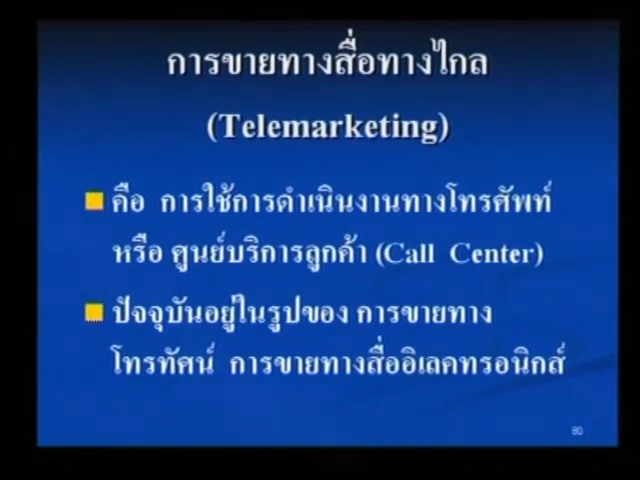 การขายทางสื่อทางไกล
(Telemarketing)
คือ การใช้การดำเนินงานทางโทรศัพท์
หรือ ศูนย์บริการลูกค้า (Call Center)
ปัจจุบันอยู่ในรูปของ การขายทาง
โทรทัศน์ การขายทางสื่ออิเลคทรอนิกส์
80